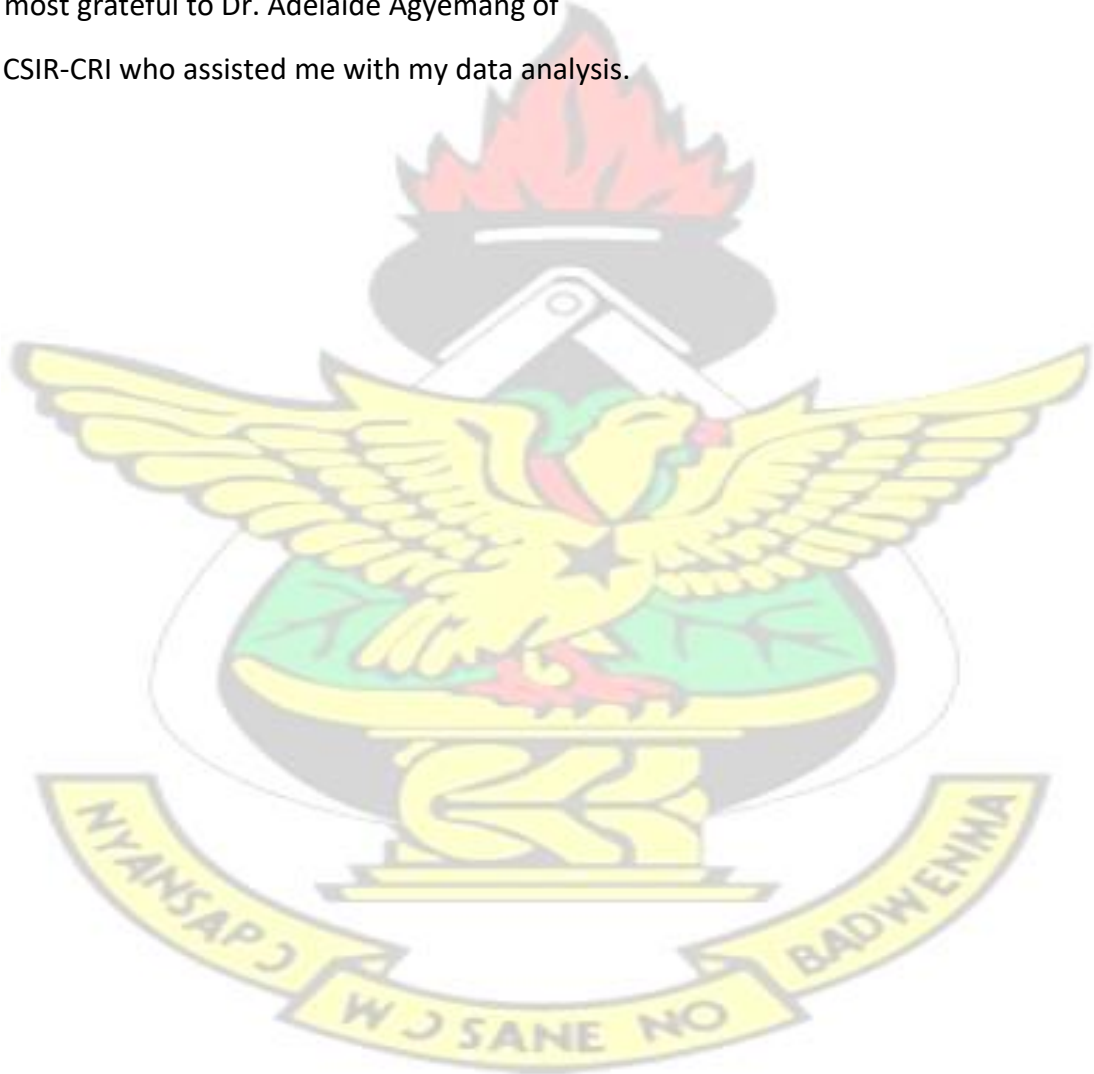 most grateful to Dr. Adelaide Agyemang of
CSIR-CRI who assisted me with my data analysis.
NYANSAPƆ
WƆSANE NO
BADWENMA